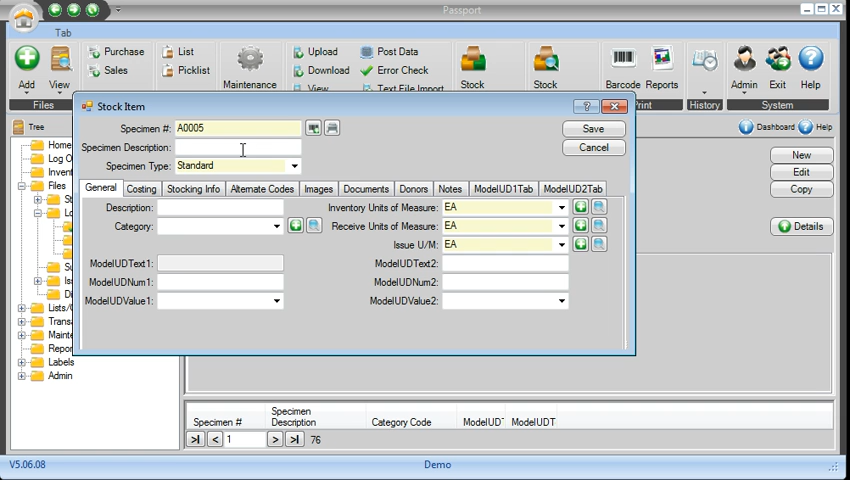 Passport
Tab
Purchase
List
Upload
Post Data
Sales
Picklist
Download
Error Check
View
Text File Import
Add
View
Maintenance
Stock
Stock
Barcode
Reports
Admin
Exit
Help
Files
History
System
Tree
Dashboard
Help
Home
Log O
Invent
Files
Lists/
Trans
Mainte
Repor
Labels
Admin
Stock Item
Specimen #: A0005
Save
Specimen Description:
Cancel
Specimen Type: Standard
General
Costing
Stocking Info
Alternate Codes
Images
Documents
Donors
Notes
ModelUD1Tab
ModelUD2Tab
Description:
Inventory Units of Measure: EA
Category:
Receive Units of Measure: EA
Issue U/M: EA
ModelUDText1:
ModelUDText2:
ModelUDNum1:
ModelUDNum2:
ModelUDValue1:
ModelUDValue2:
New
Edit
Copy
Details
Specimen #
Specimen Description
Category Code
ModelUDT
ModelUDT
1
76
V5.06.08
Demo